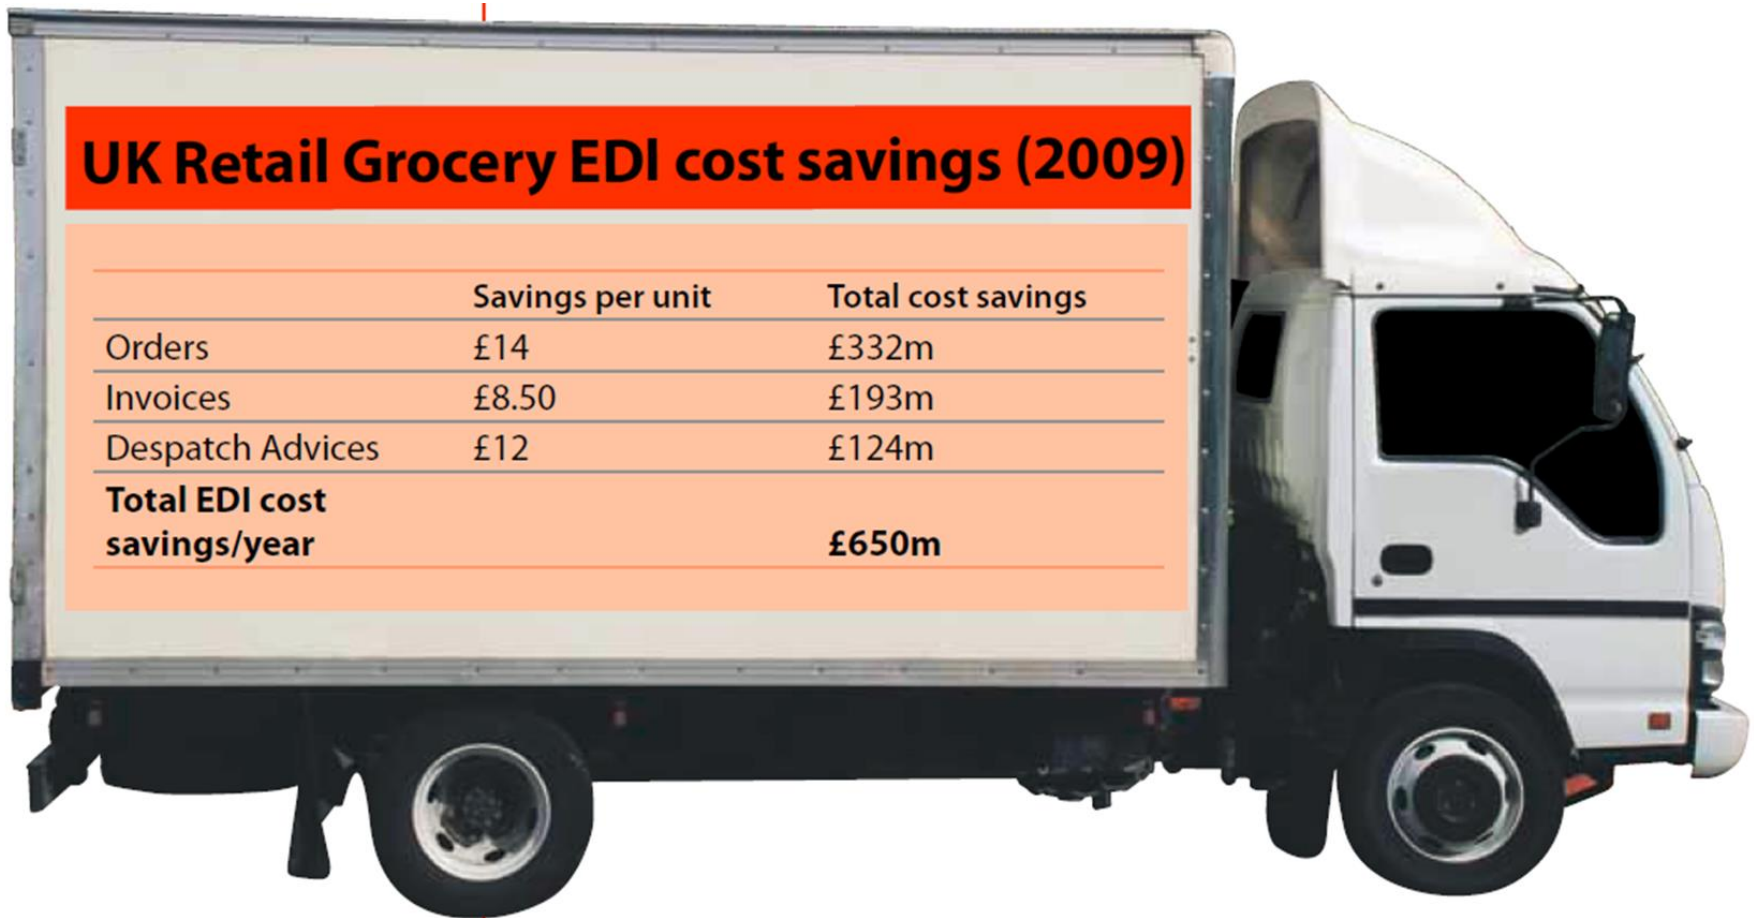 UK Retail Grocery EDI cost savings (2009)
Savings per unit Total cost savings
Orders £14 £332m
Invoices £8.50 £193m
Despatch Advices £12 £124m
Total EDI cost
savings/year £650m